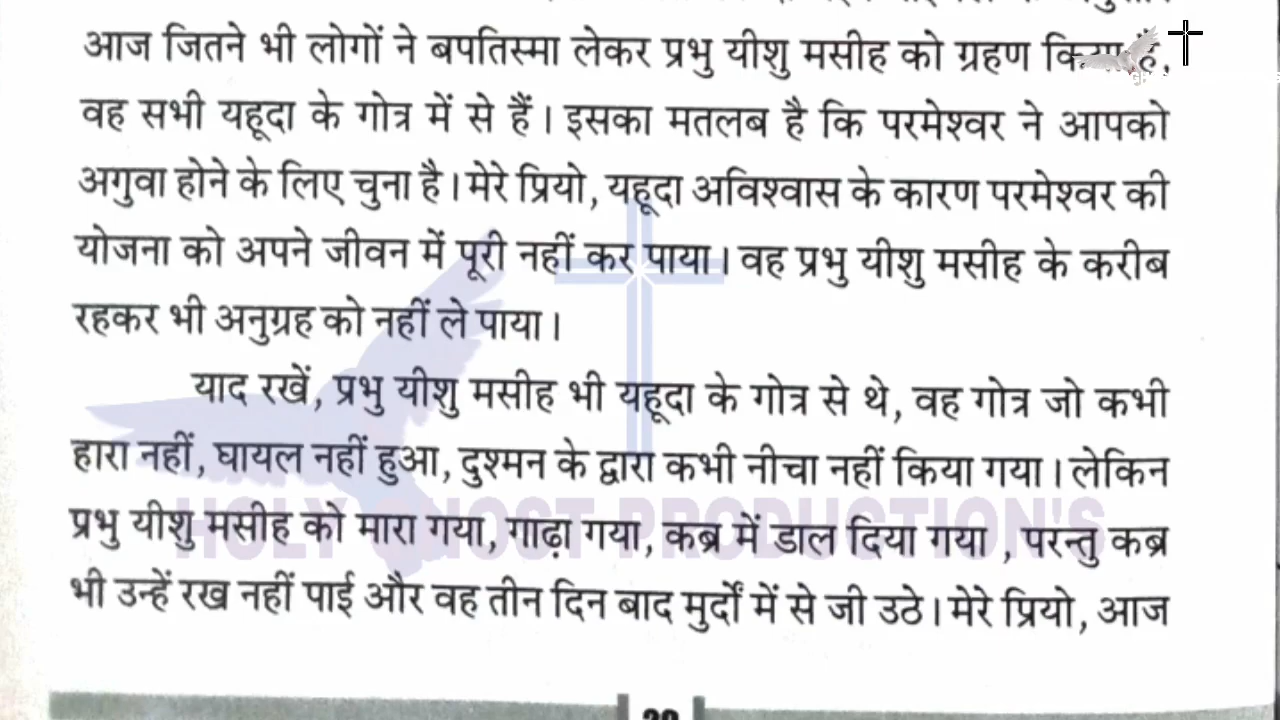 आज जितने भी लोगों ने बपतिस्मा लेकर प्रभु यीशु मसीह को ग्रहण किया है,
वह सभी यहूदा के गोत्र में से हैं। इसका मतलब है कि परमेश्वर ने आपको
अगुवा होने के लिए चुना है। मेरे प्रियो, यहूदा अविश्वास के कारण परमेश्वर की
योजना को अपने जीवन में पूरी नहीं कर पाया। वह प्रभु यीशु मसीह के करीब
रहकर भी अनुग्रह को नहीं ले पाया।
याद रखें, प्रभु यीशु मसीह भी यहूदा के गोत्र से थे, वह गोत्र जो कभी
हारा नहीं, घायल नहीं हुआ, दुश्मन के द्वारा कभी नीचा नहीं किया गया। लेकिन
प्रभु यीशु मसीह को मारा गया, गाढ़ा गया, कब्र में डाल दिया गया , परन्तु कब्र
HOLY GHOST PRODUCTION'S
भी उन्हें रख नहीं पाई और वह तीन दिन बाद मुर्दों में से जी उठे। मेरे प्रियो, आज